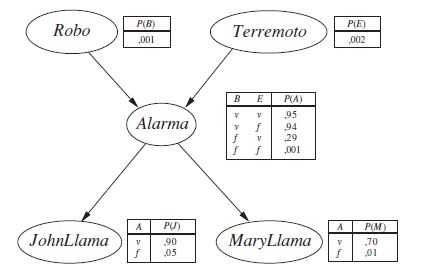 Robo
P(B)
,001
Terremoto
P(E)
,002
Alarma
B E P(A)
v v ,95
v f ,94
f v ,29
f f ,001
JohnLlama
A P(J)
v ,90
f ,05
MaryLlama
A P(M)
v ,70
f ,01